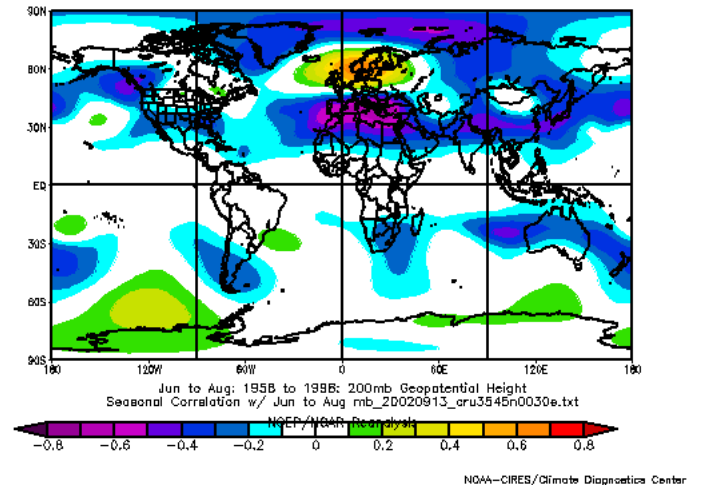 90N
60N
30N
EQ
30S
60S
90S
180 120W 60W 0 60E 120E 180
Jun to Aug: 1958 to 1998: 200mb Geopotential Height
Seasonal Correlation w/ Jun to Aug mb_20020913_cru3545n0030e.txt
NCEP/NCAR Reanalysis
-0.8 -0.6 -0.4 -0.2 0 0.2 0.4 0.6 0.8
NOAA-CIRES/Climate Diagnostics Center